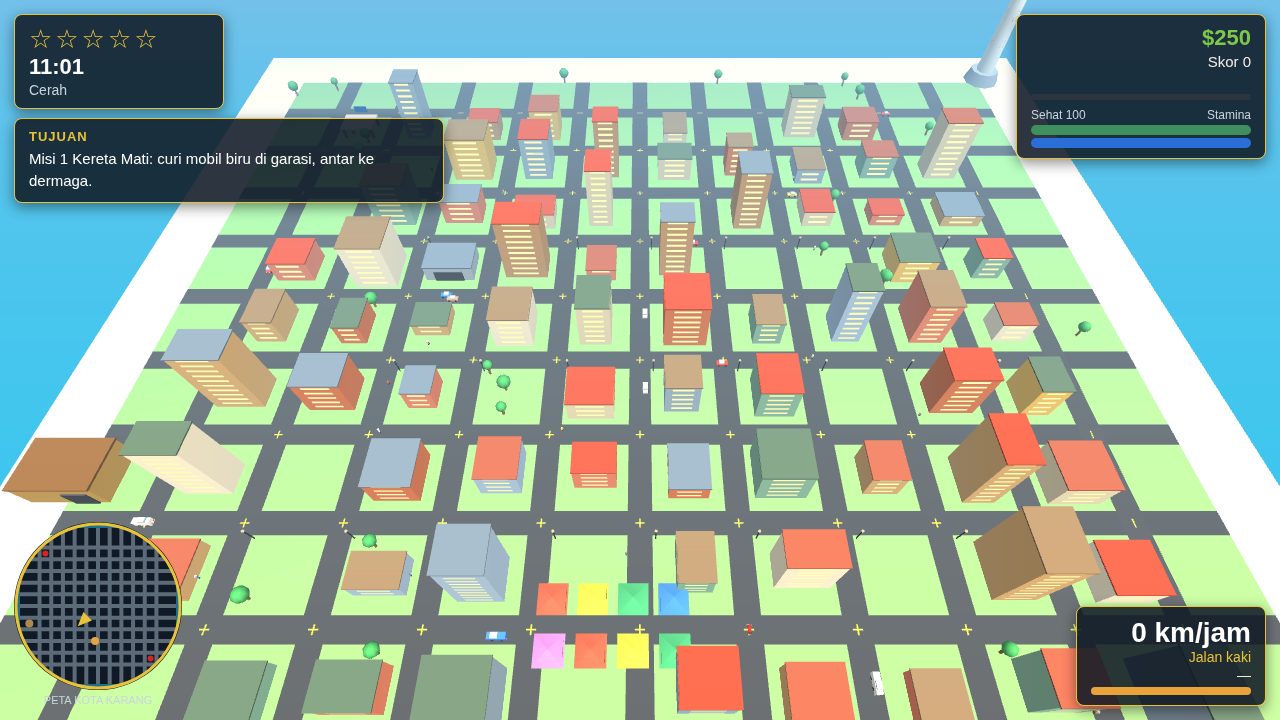 ☆☆☆☆☆
11:01
Cerah
TUJUAN
Misi 1 Kereta Mati: curi mobil biru di garasi, antar ke
dermaga.
$250
Skor 0
Sehat 100 Stamina
PETA KOTA KARANG
0 km/jam
Jalan kaki
—